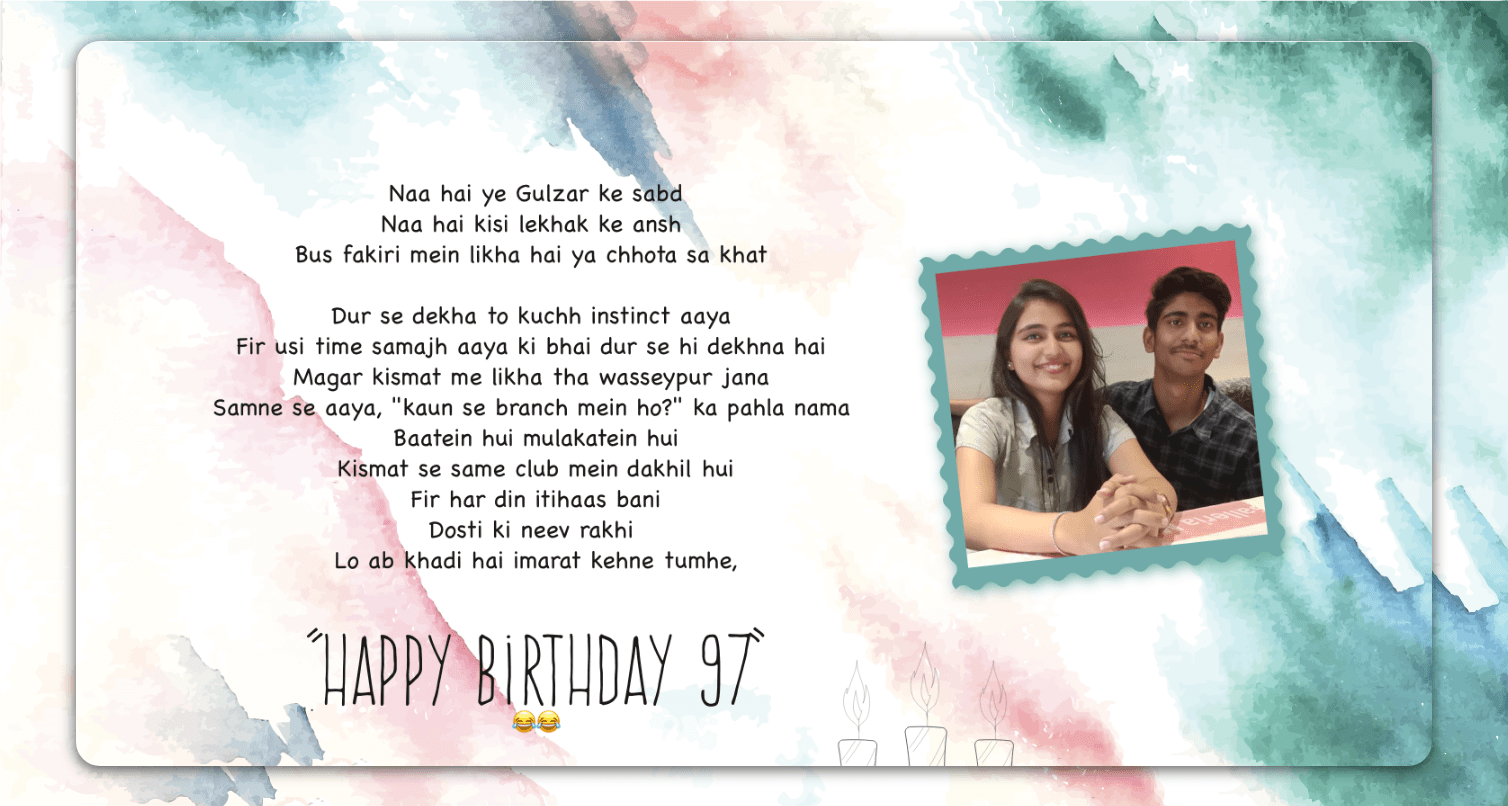 Naa hai ye Gulzar ke sabd
Naa hai kisi lekhak ke ansh
Bus fakiri mein likha hai ya chhota sa khat
Dur se dekha to kuchh instinct aaya
Fir usi time samajh aaya ki bhai dur se hi dekhna hai
Magar kismat me likha tha wasseypur jana
Samne se aaya, "kaun se branch mein ho?" ka pahla nama
Baatein hui mulakatein hui
Kismat se same club mein dakhil hui
Fir har din itihaas bani
Dosti ki neev rakhi
Lo ab khadi hai imarat kehne tumhe,
"HAPPY BiRTHDAY 97"
😂😂